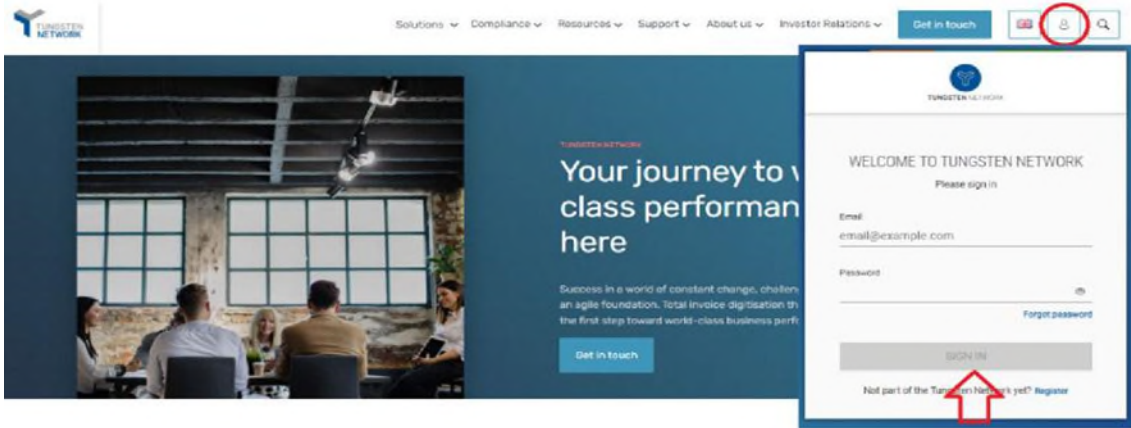 TUNGSTEN
NETWORK
Solutions Compliance Resources Support About us Investor Relations Get in touch
TUNGSTEN NETWORK
Your journey to
class performan
here
Success in a world of constant change, challen
an agile foundation. Total invoice digitisation th
the first step toward world-class business perf
Get in touch
TUNGSTEN NETWORK
WELCOME TO TUNGSTEN NETWORK
Please sign in
Email
email@example.com
Password
Forgot password
SIGN IN
Not part of the Tungsten Network yet? Register